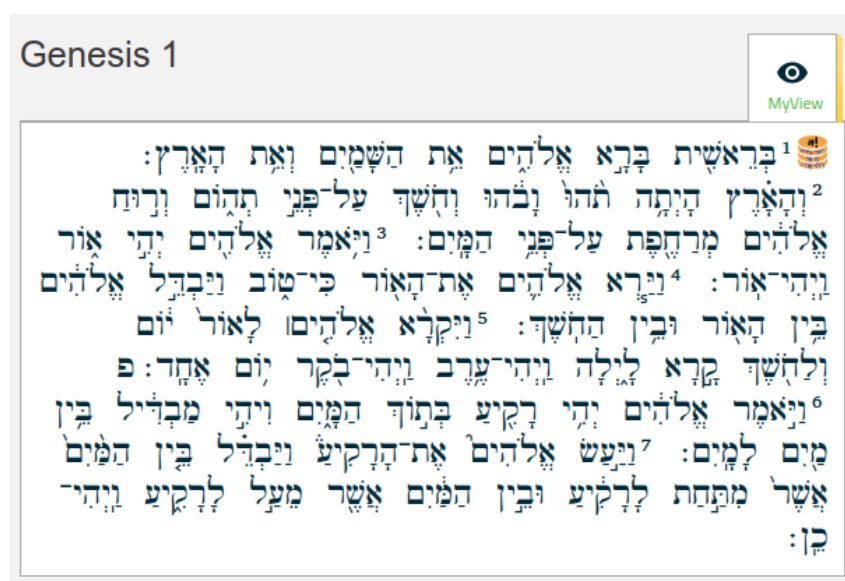 Genesis 1
MyView
1 בְּרֵאשִׁ֖ית בָּרָ֣א אֱלֹהִ֑ים אֵ֥ת הַשָּׁמַ֖יִם וְאֵ֥ת הָאָֽרֶץ׃
2 וְהָאָ֗רֶץ הָיְתָ֥ה תֹ֙הוּ֙ וָבֹ֔הוּ וְחֹ֖שֶׁךְ עַל־פְּנֵ֣י תְה֑וֹם וְר֣וּחַ
אֱלֹהִ֔ים מְרַחֶ֖פֶת עַל־פְּנֵ֥י הַמָּֽיִם׃ 3 וַיֹּ֥אמֶר אֱלֹהִ֖ים יְהִ֣י א֑וֹר
וַֽיְהִי־אֽוֹר׃ 4 וַיַּ֧רְא אֱלֹהִ֛ים אֶת־הָא֖וֹר כִּי־ט֑וֹב וַיַּבְדֵּ֣ל אֱלֹהִ֔ים
בֵּ֥ין הָא֖וֹר וּבֵ֥ין הַחֹֽשֶׁךְ׃ 5 וַיִּקְרָ֨א אֱלֹהִ֤ים׀ לָאוֹר֙ י֔וֹם
וְלַחֹ֖שֶׁךְ קָ֣רָא לָ֑יְלָה וַֽיְהִי־עֶ֥רֶב וַֽיְהִי־בֹ֖קֶר י֥וֹם אֶחָֽד׃ פ
6 וַיֹּ֣אמֶר אֱלֹהִ֔ים יְהִ֥י רָקִ֖יעַ בְּת֣וֹךְ הַמָּ֑יִם וִיהִ֣י מַבְדִּ֔יל בֵּ֥ין
מַ֖יִם לָמָֽיִם׃ 7 וַיַּ֣עַשׂ אֱלֹהִים֮ אֶת־הָרָקִיעַ֒ וַיַּבְדֵּ֗ל בֵּ֤ין הַמַּ֙יִם֙
אֲשֶׁר֙ מִתַּ֣חַת לָרָקִ֔יעַ וּבֵ֣ין הַמַּ֔יִם אֲשֶׁ֖ר מֵעַ֣ל לָרָקִ֑יעַ וַֽיְהִי־
כֵֽן׃